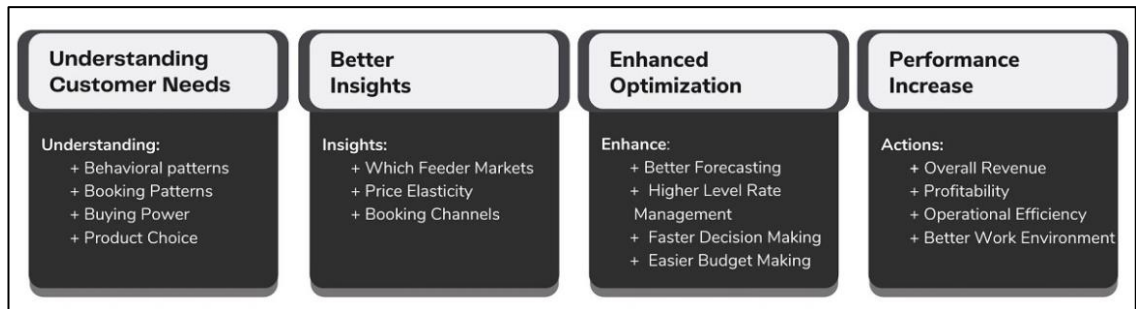 Understanding
Customer Needs
Understanding:
+ Behavioral patterns
+ Booking Patterns
+ Buying Power
+ Product Choice
Better
Insights
Insights:
+ Which Feeder Markets
+ Price Elasticity
+ Booking Channels
Enhanced
Optimization
Enhance:
+ Better Forecasting
+ Higher Level Rate
Management
+ Faster Decision Making
+ Easier Budget Making
Performance
Increase
Actions:
+ Overall Revenue
+ Profitability
+ Operational Efficiency
+ Better Work Environment